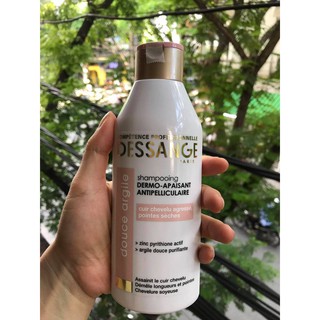 COMPÉTENCE PROFESSIONNELLE
DESSANGE
PARIS
shampooing
DERMO-APAISANT
ANTIPELLICULAIRE
cuir chevelu agressé,
pointes sèches
douce argile
+ zinc pyrithione actif
+ argile douce purifiante
Assainit le cuir chevelu
Démêle longueurs et pointes
Chevelure soyeuse